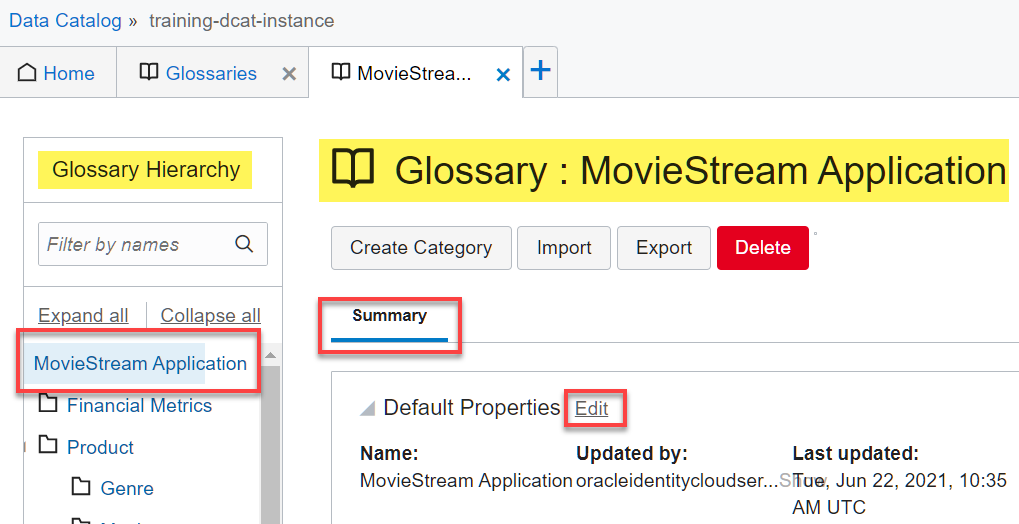 Data Catalog » training-dcat-instance
Home Glossaries MovieStrea...
Glossary Hierarchy
Filter by names
Expand all Collapse all
MovieStream Application
Financial Metrics
Product
Genre
Glossary : MovieStream Application
Create Category Import Export Delete
Summary
Default Properties Edit
Name: Updated by: Last updated:
MovieStream Application oracleidentitycloudser... Tue, Jun 22, 2021, 10:35
AM UTC